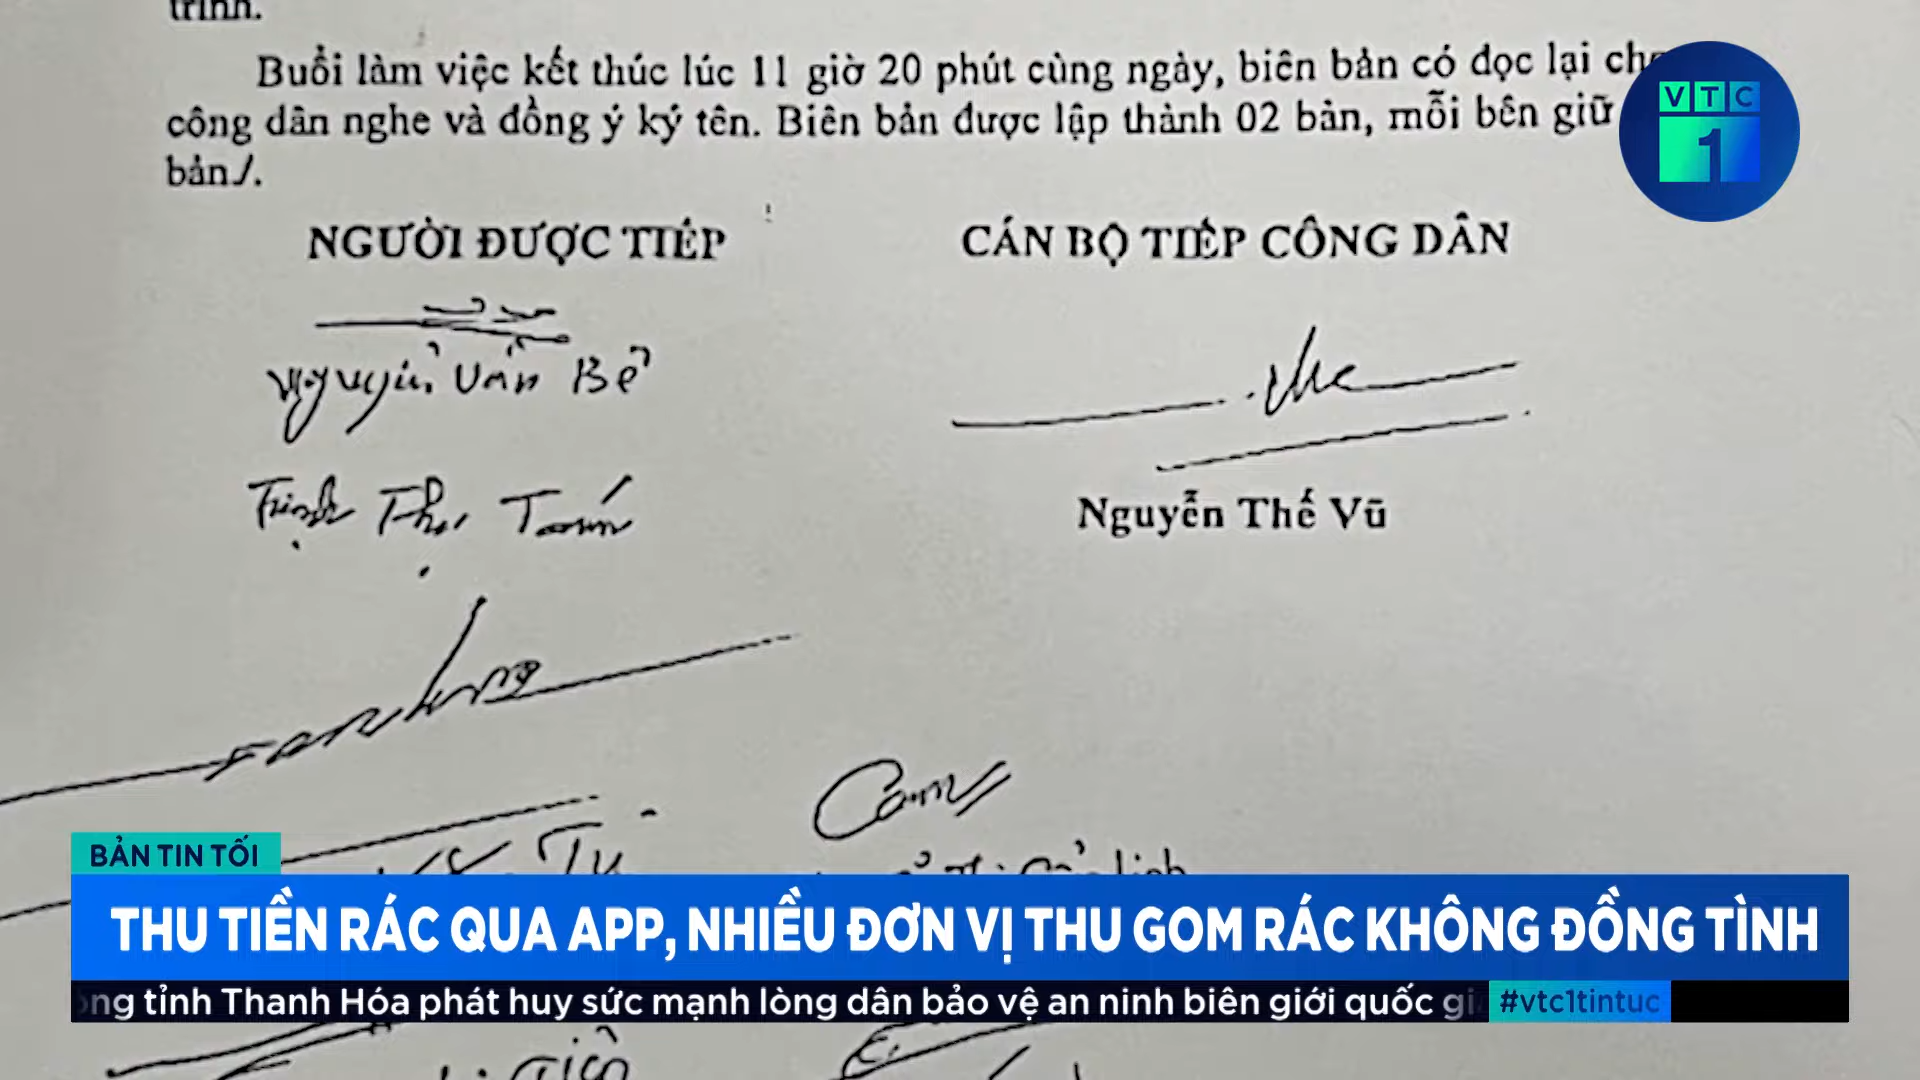 trình.
Buổi làm việc kết thúc lúc 11 giờ 20 phút cùng ngày, biên bản có đọc lại
công dân nghe và đồng ý ký tên. Biên bản được lập thành 02 bản, mỗi bên giữ
bản./.
VTC
1
NGƯỜI ĐƯỢC TIẾP
CÁN BỘ TIẾP CÔNG DÂN
Nguyễn Văn Bể
Trịnh Thị
Nguyễn Thế Vũ
BẢN TIN TỐI
THU TIỀN RÁC QUA APP, NHIỀU ĐƠN VỊ THU GOM RÁC KHÔNG ĐỒNG TÌNH
tỉnh Thanh Hóa phát huy sức mạnh lòng dân bảo vệ an ninh biên giới quốc
#vtc1tintuc